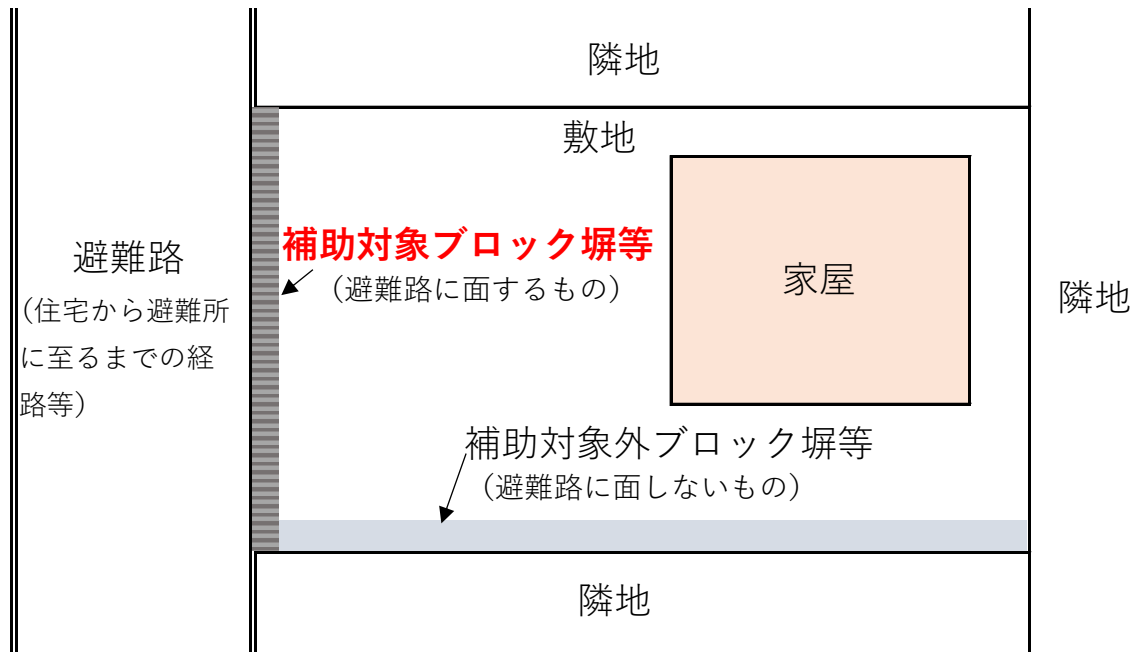 隣地
敷地
補助対象ブロック塀等
（避難路に面するもの）
避難路
（住宅から避難所
に至るまでの経
路等）
家屋
隣地
補助対象外ブロック塀等
（避難路に面しないもの）
隣地